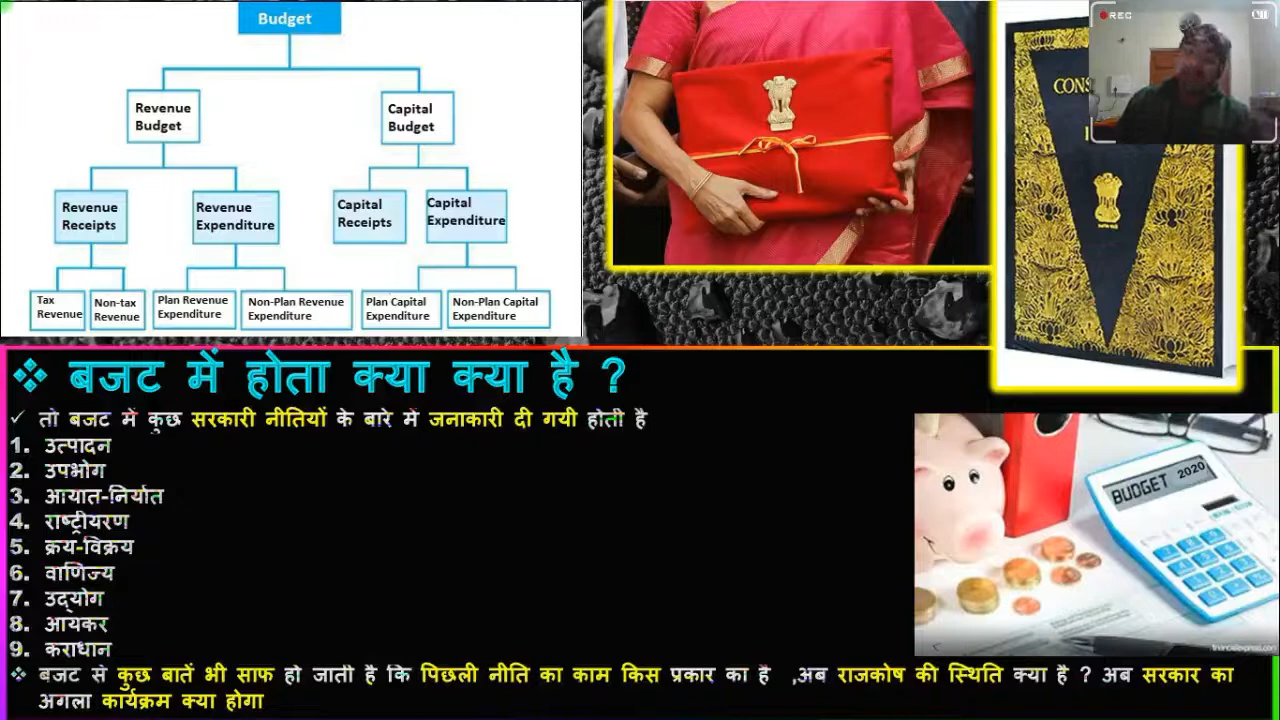 Budget
Revenue
Budget
Capital
Budget
Revenue
Receipts
Revenue
Expenditure
Capital
Receipts
Capital
Expenditure
Tax
Revenue
Non-tax
Revenue
Plan Revenue
Expenditure
Non-Plan Revenue
Expenditure
Plan Capital
Expenditure
Non-Plan Capital
Expenditure
REC
CONS
❖ बजट में होता क्या क्या है ?
✓ तो बजट में कुछ सरकारी नीतियों के बारे में जनाकारी दी गयी होती है
1. उत्पादन
2. उपभोग
3. आयात-निर्यात
4. राष्ट्रीयरण
5. क्रय-विक्रय
6. वाणिज्य
7. उद्योग
8. आयकर
9. कराधान
BUDGET 2020
financialexpress.com
❖ बजट से कुछ बातें भी साफ हो जाती है कि पिछली नीति का काम किस प्रकार का है ,अब राजकोष की स्थिति क्या है ? अब सरकार का
अगला कार्यक्रम क्या होगा